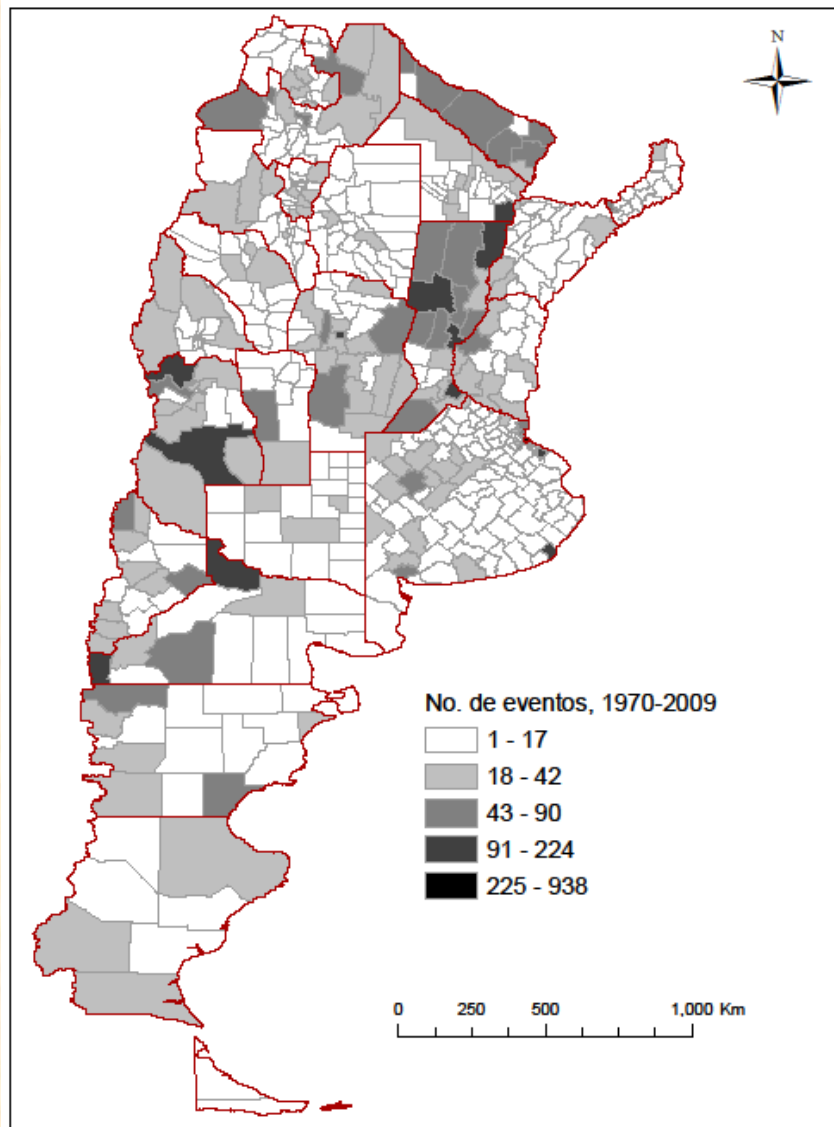 N
No. de eventos, 1970-2009
1 - 17
18 - 42
43 - 90
91 - 224
225 - 938
0 250 500 1,000 Km